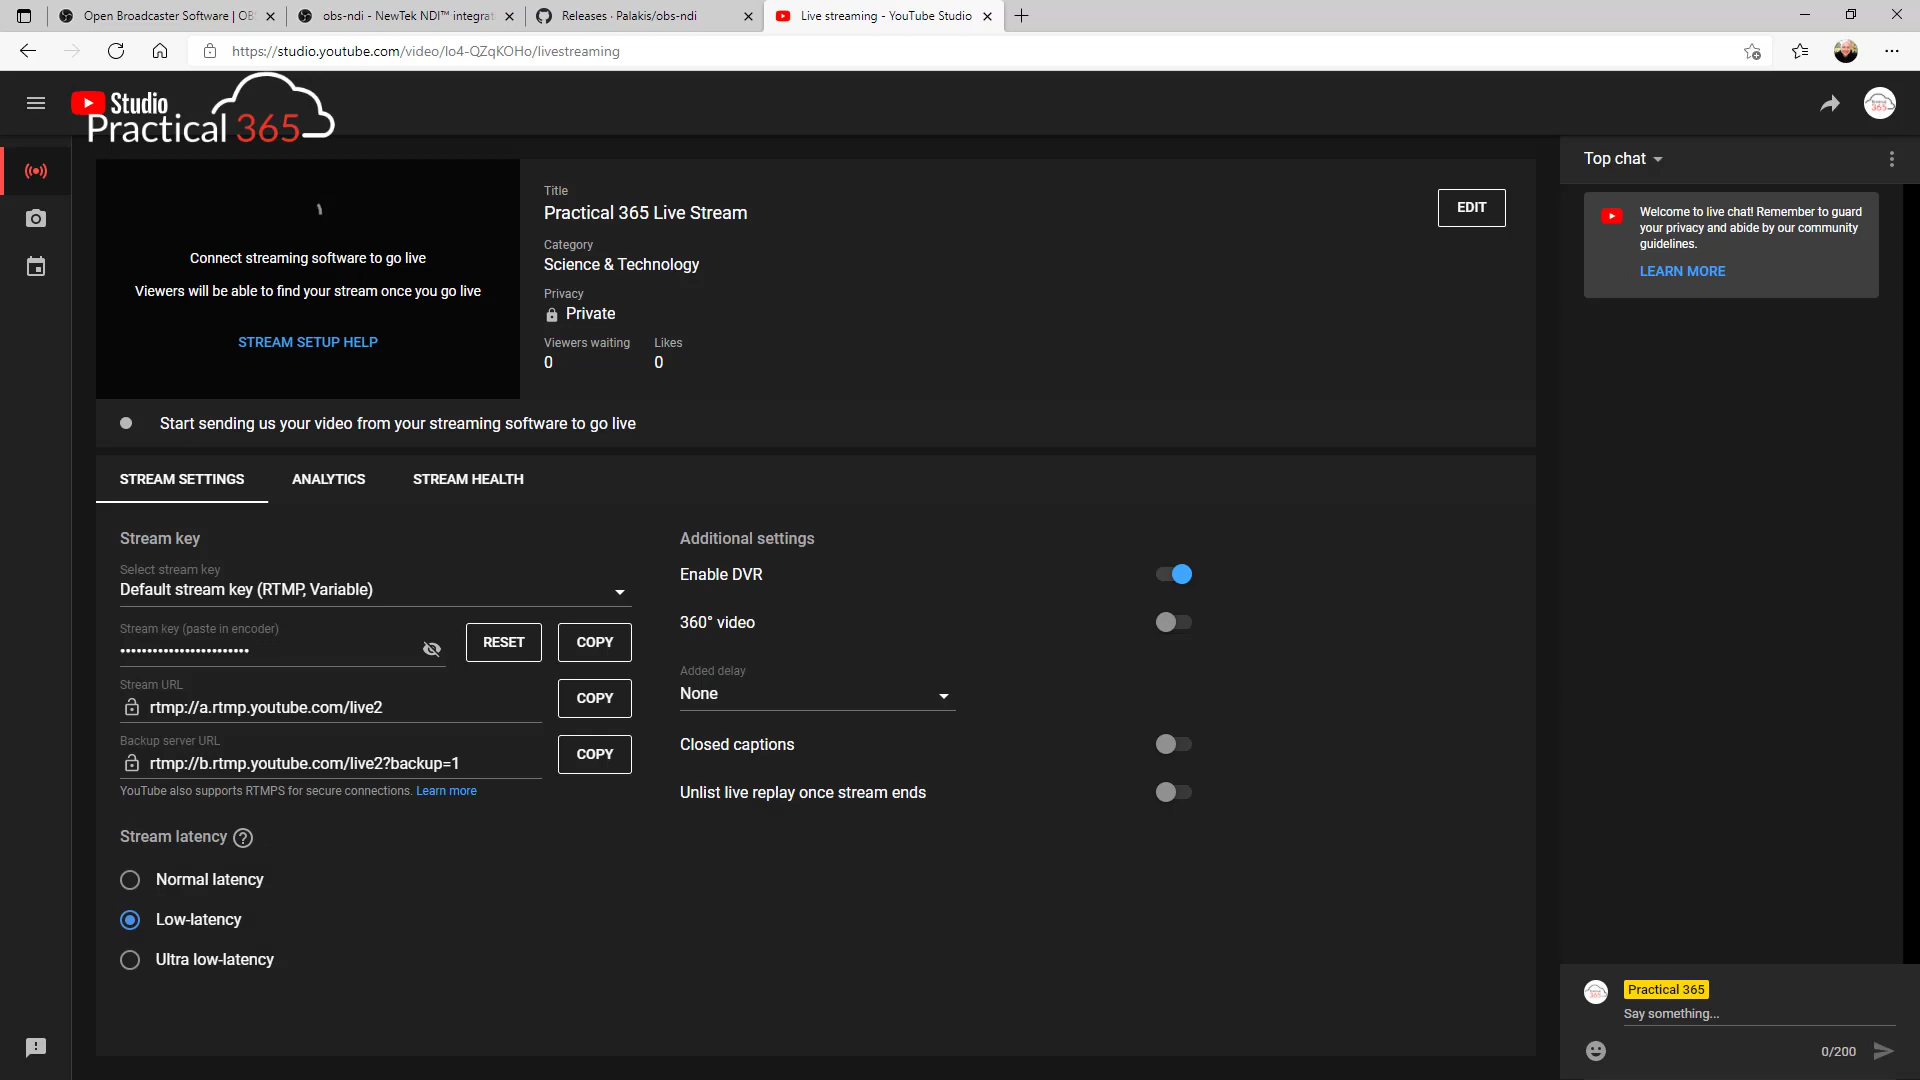 Open Broadcaster Software | OB
obs-ndi - NewTek NDI™ integrat
Releases · Palakis/obs-ndi
Live streaming - YouTube Studio
https://studio.youtube.com/video/Io4-QZqKOHo/livestreaming
Studio
Practical 365
Connect streaming software to go live
Viewers will be able to find your stream once you go live
STREAM SETUP HELP
Title
Practical 365 Live Stream
EDIT
Category
Science & Technology
Privacy
Private
Viewers waiting
Likes
0
0
Start sending us your video from your streaming software to go live
STREAM SETTINGS
ANALYTICS
STREAM HEALTH
Stream key
Select stream key
Default stream key (RTMP, Variable)
Stream key (paste in encoder)
••••••••••••••••••••••••
RESET
COPY
Stream URL
rtmp://a.rtmp.youtube.com/live2
COPY
Backup server URL
rtmp://b.rtmp.youtube.com/live2?backup=1
COPY
YouTube also supports RTMPS for secure connections. Learn more
Stream latency
Normal latency
Low-latency
Ultra low-latency
Additional settings
Enable DVR
360° video
Added delay
None
Closed captions
Unlist live replay once stream ends
Top chat
Welcome to live chat! Remember to guard
your privacy and abide by our community
guidelines.
LEARN MORE
Practical 365
Say something...
0/200